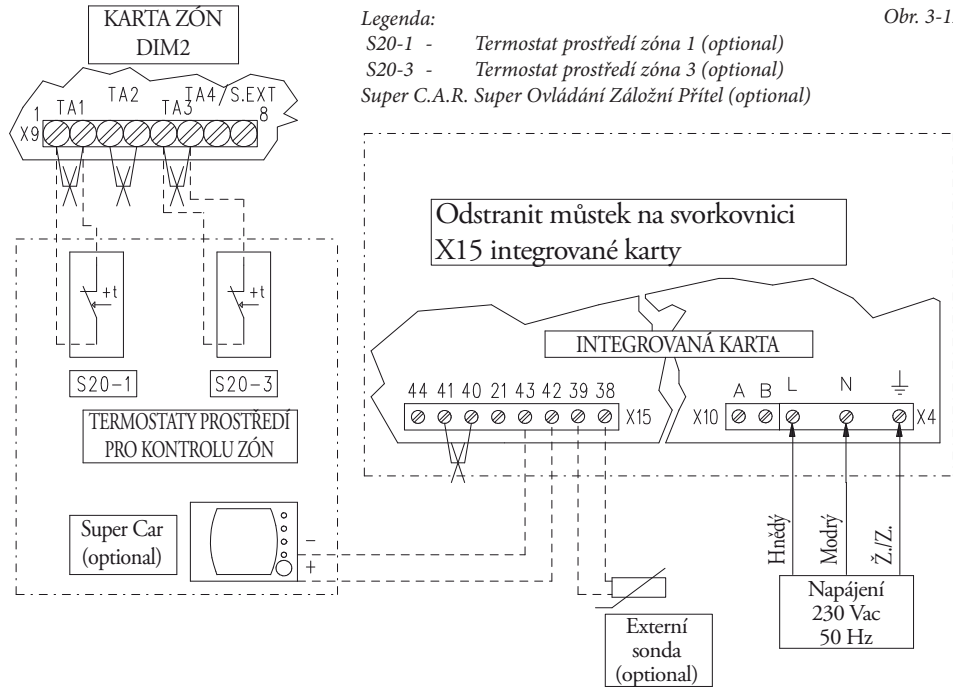 KARTA ZÓN
DIM2
Legenda:
S20-1 - Termostat prostředí zóna 1 (optional)
S20-3 - Termostat prostředí zóna 3 (optional)
Super C.A.R. Super Ovládání Záložní Přítel (optional)
Obr. 3-1
1 TA1 TA2 TA3 TA4/S.EXT 8
X9
Odstranit můstek na svorkovnici
X15 integrované karty
+t +t
INTEGROVANÁ KARTA
S20-1 S20-3
44 41 40 21 43 42 39 38 X15
X10 A B L N X4
TERMOSTATY PROSTŘEDÍ
PRO KONTROLU ZÓN
Super Car
(optional)
-
+
Hnědý
Modrý
Ž./Z.
Napájení
230 Vac
50 Hz
Externí
sonda
(optional)